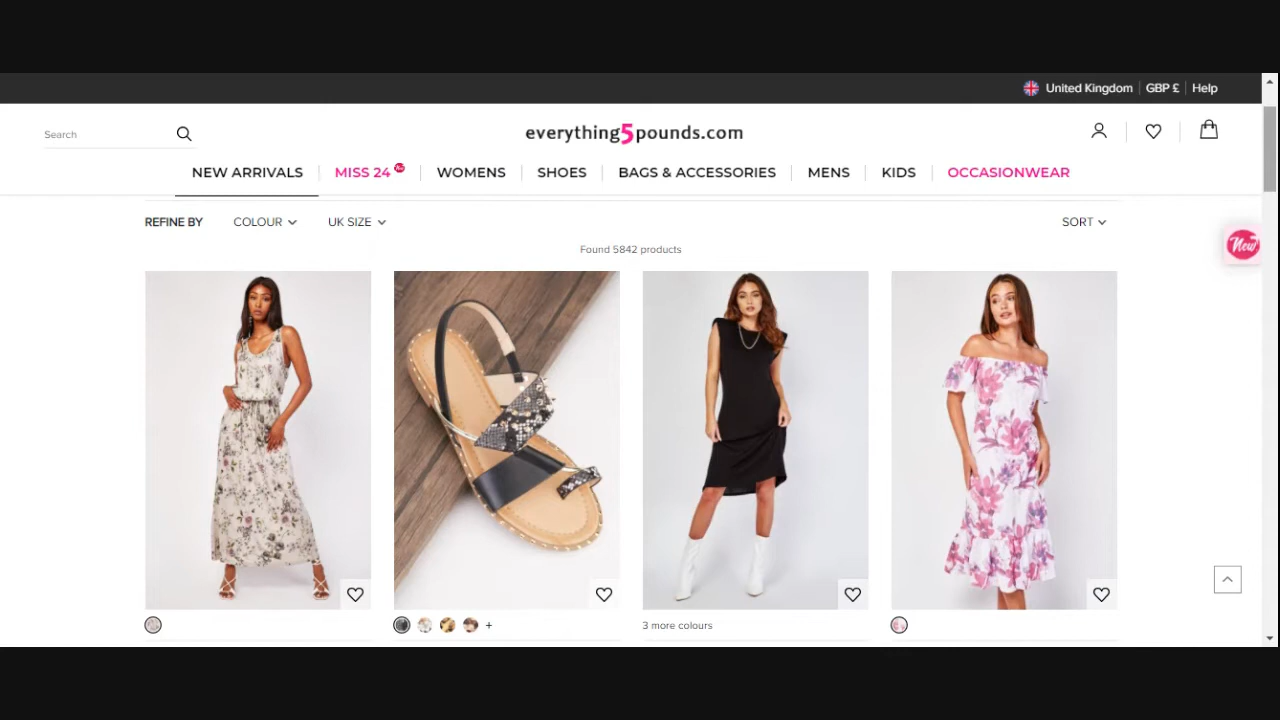 United Kingdom GBP £ Help
Search
everything5pounds.com
NEW ARRIVALS MISS 24 New WOMENS SHOES BAGS & ACCESSORIES MENS KIDS OCCASIONWEAR
REFINE BY COLOUR UK SIZE SORT
Found 5842 products
New
+
3 more colours